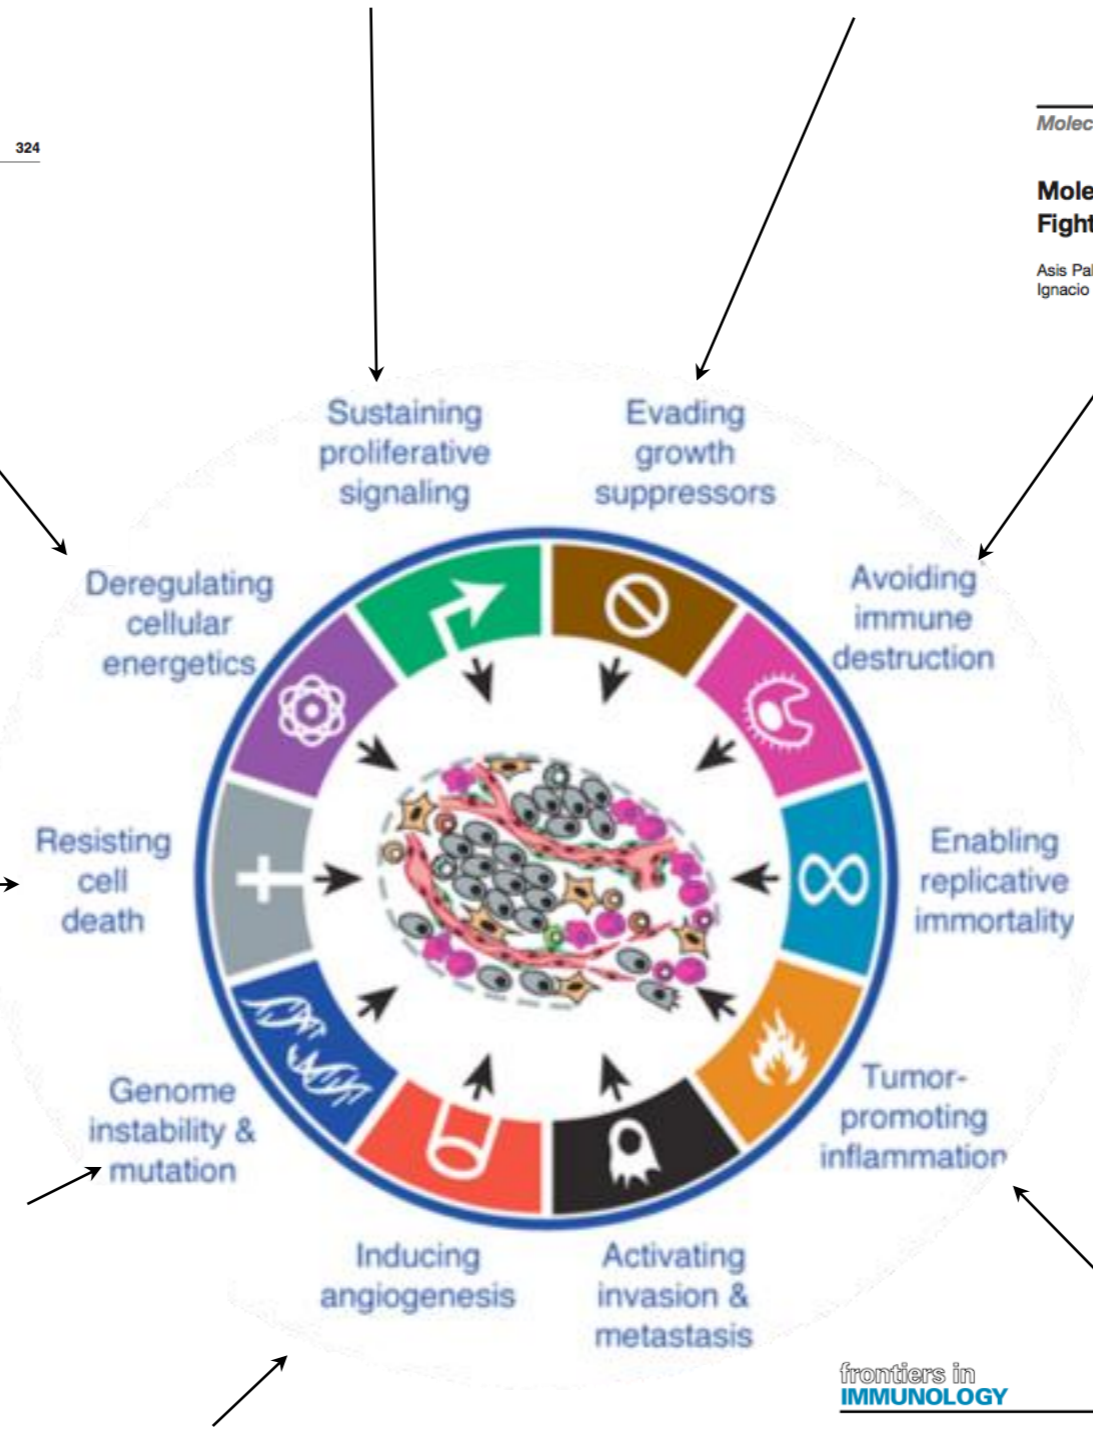 324
Molec
Mole
Fight
Asis Pal
Ignacio
Sustaining
proliferative
signaling
Evading
growth
suppressors
Deregulating
cellular
energetics
Avoiding
immune
destruction
Resisting
cell
death
Enabling
replicative
immortality
Genome
instability &
mutation
Tumor-
promoting
inflammation
Inducing
angiogenesis
Activating
invasion &
metastasis
frontiers in
IMMUNOLOGY